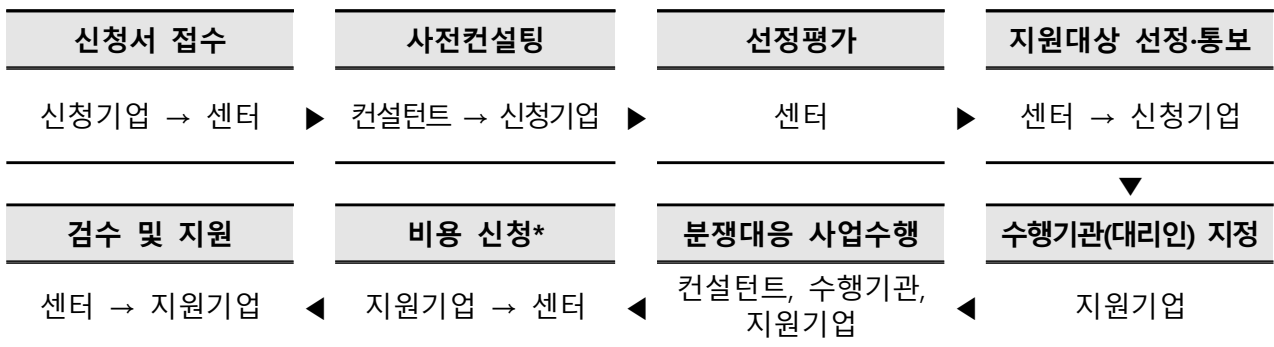 신청서 접수
사전컨설팅
선정평가
지원대상 선정·통보
신청기업 → 센터 ▶ 컨설턴트 → 신청기업 ▶ 센터 ▶ 센터 → 신청기업
▼
검수 및 지원
비용 신청*
분쟁대응 사업수행
수행기관(대리인) 지정
센터 → 지원기업 ◀ 지원기업 → 센터 ◀ 컨설턴트, 수행기관,
지원기업 ◀ 지원기업